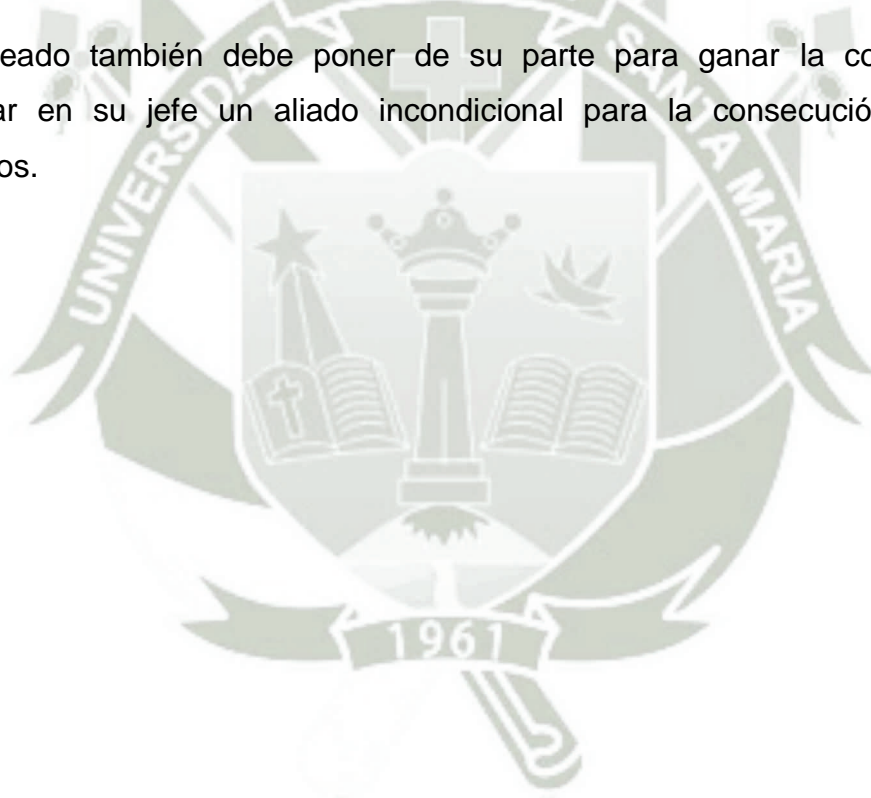 eado también debe poner de su parte para ganar la co
ar en su jefe un aliado incondicional para la consecució
os.
UNIVERSIDAD
SANTA MARIA
1961